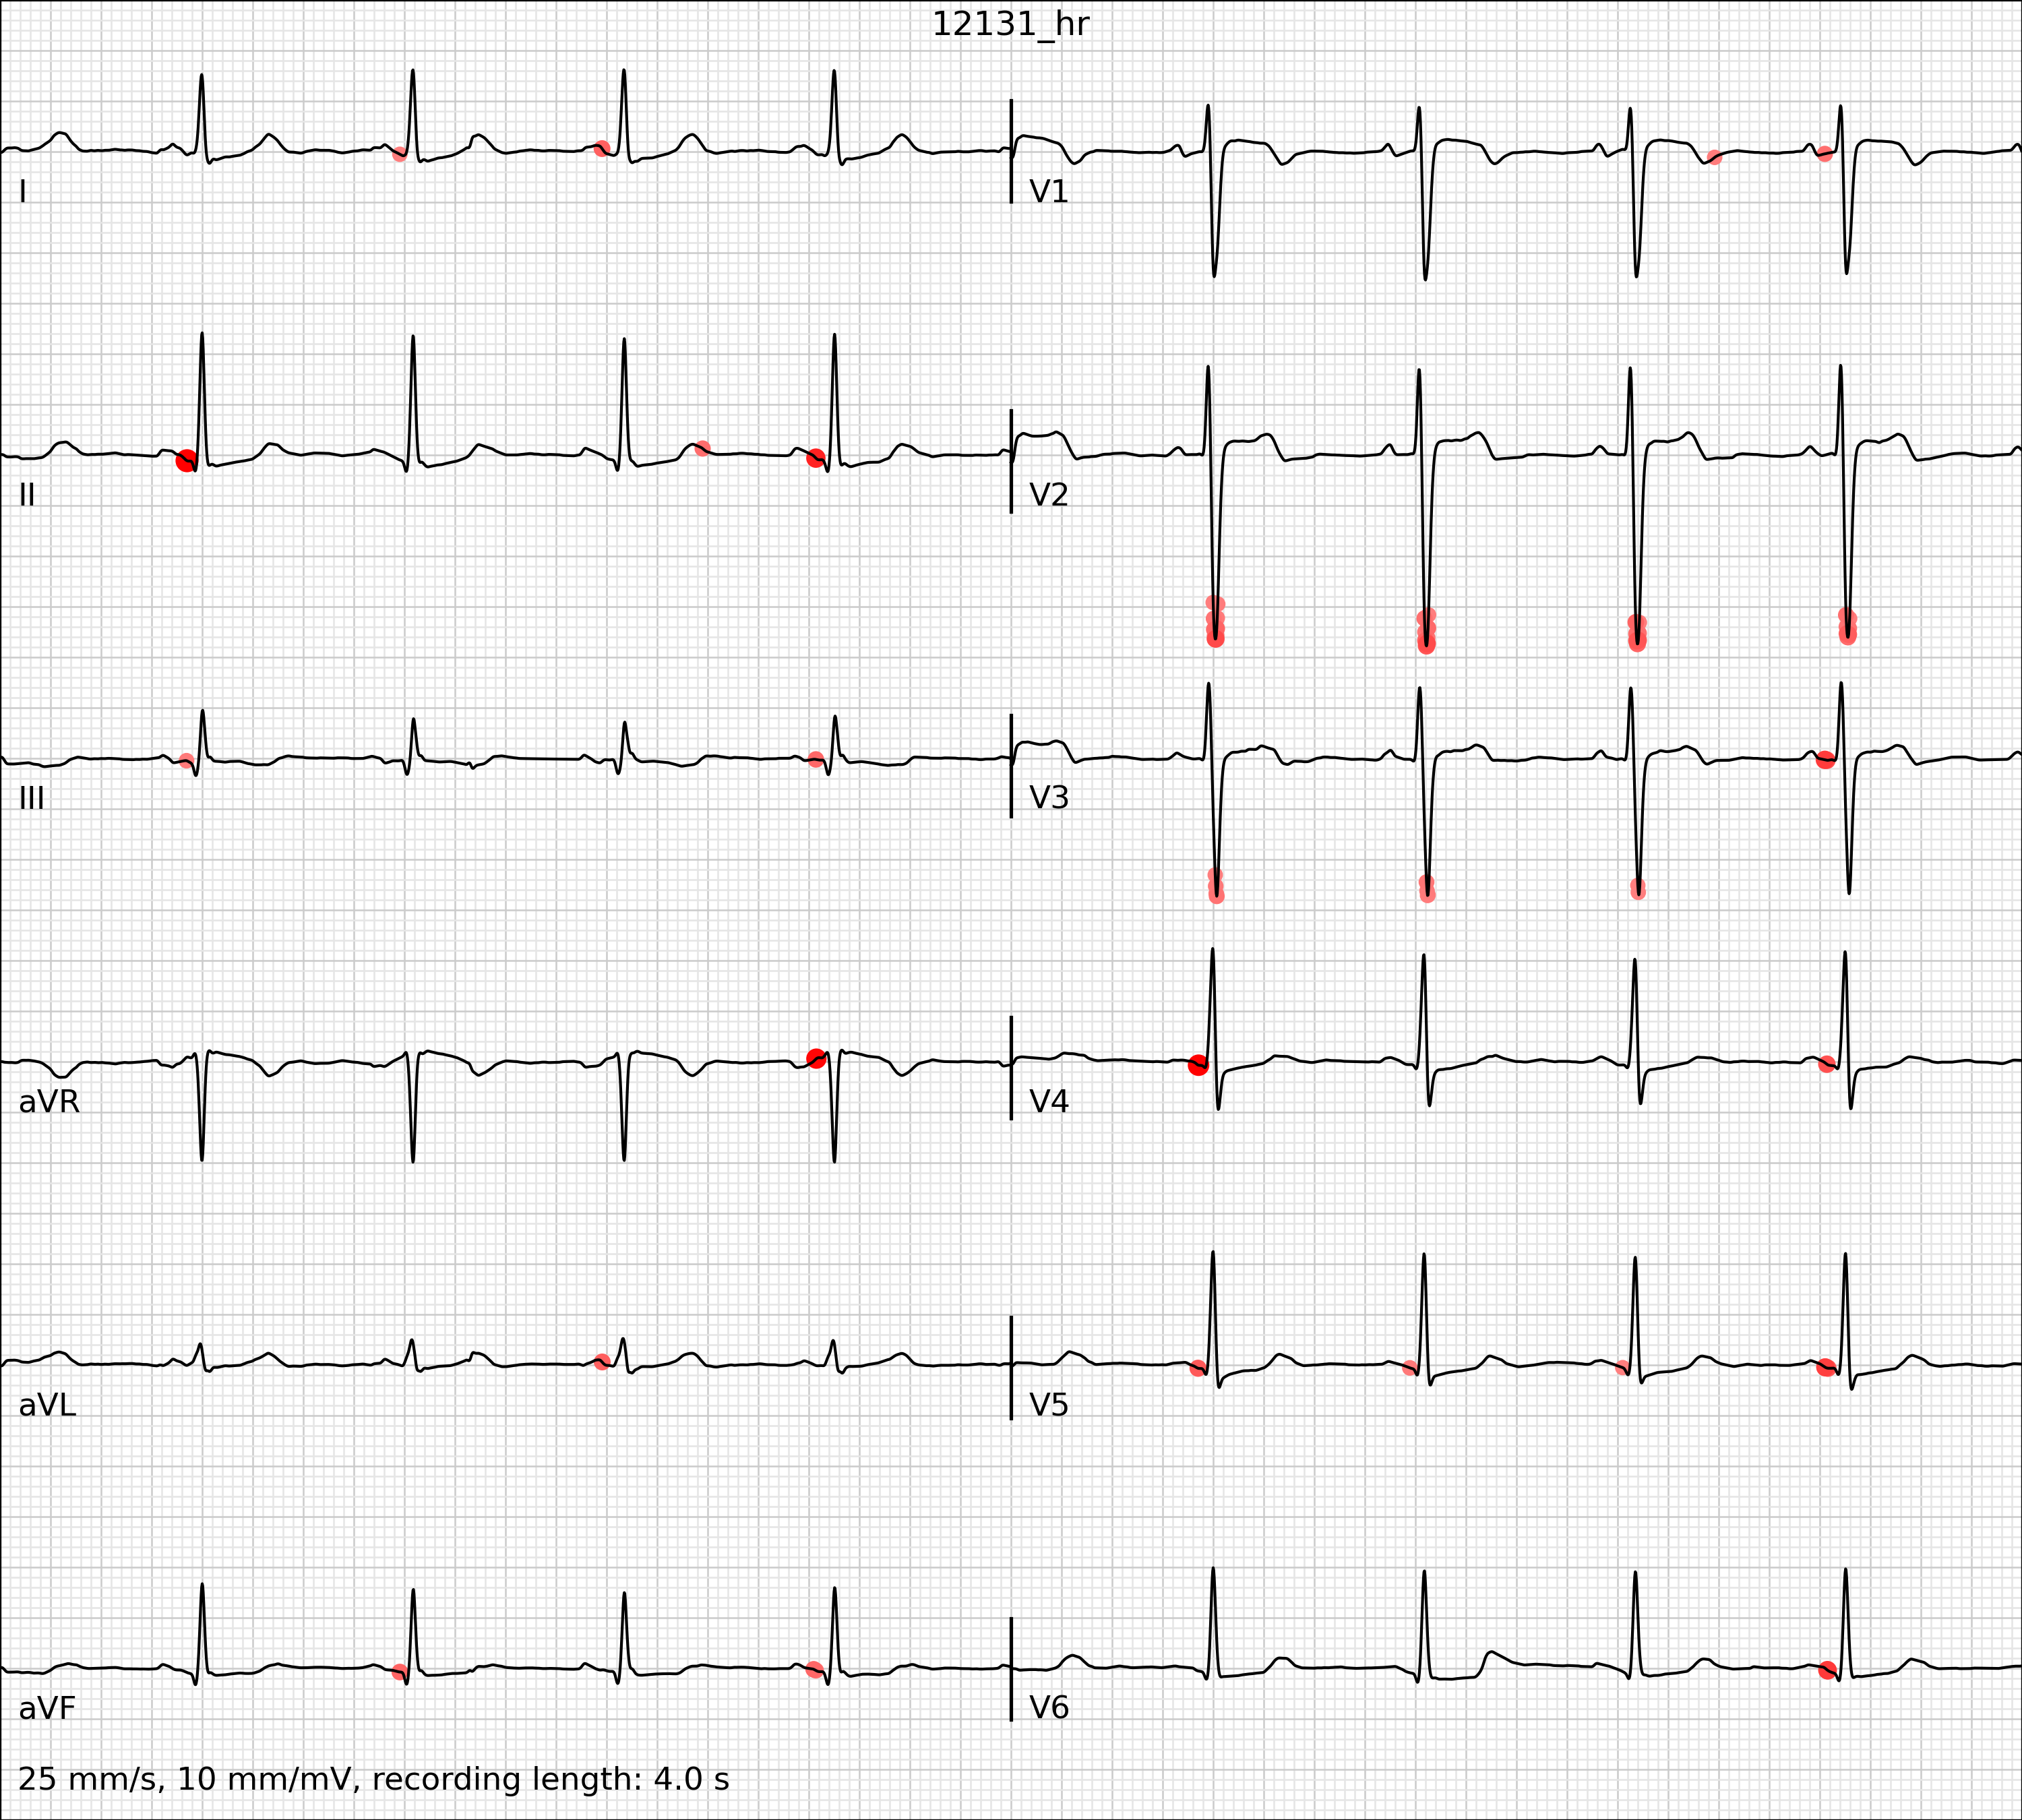 12131_hr
I
V1
II
V2
III
V3
aVR
V4
aVL
V5
aVF
V6
25 mm/s, 10 mm/mV, recording length: 4.0 s